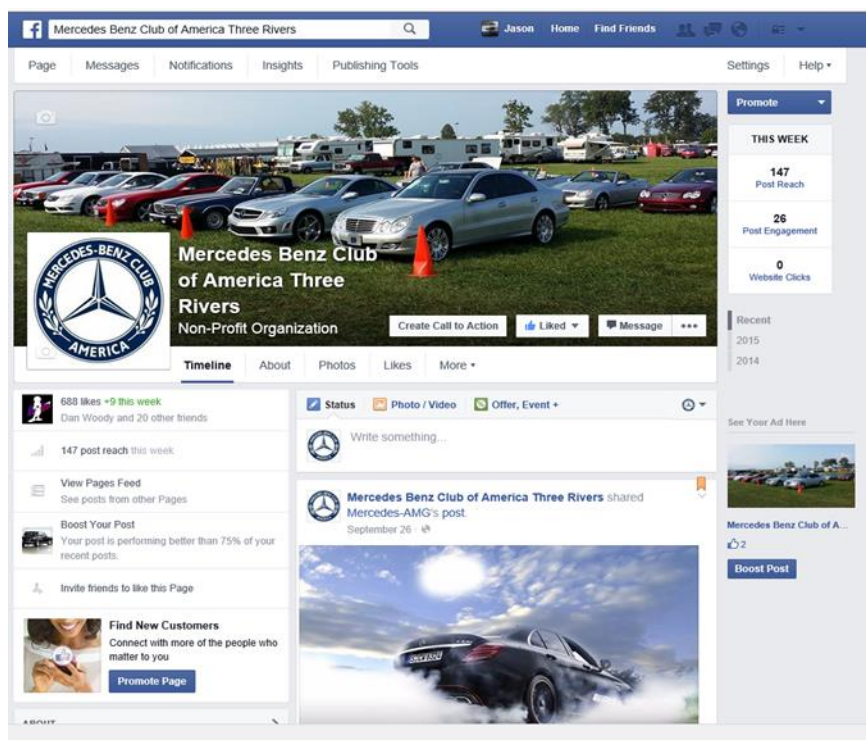 Mercedes Benz Club of America Three Rivers
Jason Home Find Friends
Page Messages Notifications Insights Publishing Tools Settings Help
Promote
THIS WEEK
147
Post Reach
26
Post Engagement
0
Website Clicks
Recent
2015
2014
MERCEDES-BENZ CLUB
AMERICA
Mercedes Benz Club
of America Three
Rivers
Non-Profit Organization
Create Call to Action Liked Message
Timeline About Photos Likes More
688 likes +9 this week
Dan Woody and 20 other friends
147 post reach this week
View Pages Feed
See posts from other Pages
Boost Your Post
Your post is performing better than 75% of your
recent posts.
Invite friends to like this Page
Find New Customers
Connect with more of the people who
matter to you
Promote Page
ABOUT
Status Photo / Video Offer, Event +
Write something...
Mercedes Benz Club of America Three Rivers shared
Mercedes-AMG's post.
September 26
See Your Ad Here
Mercedes Benz Club of A...
2
Boost Post